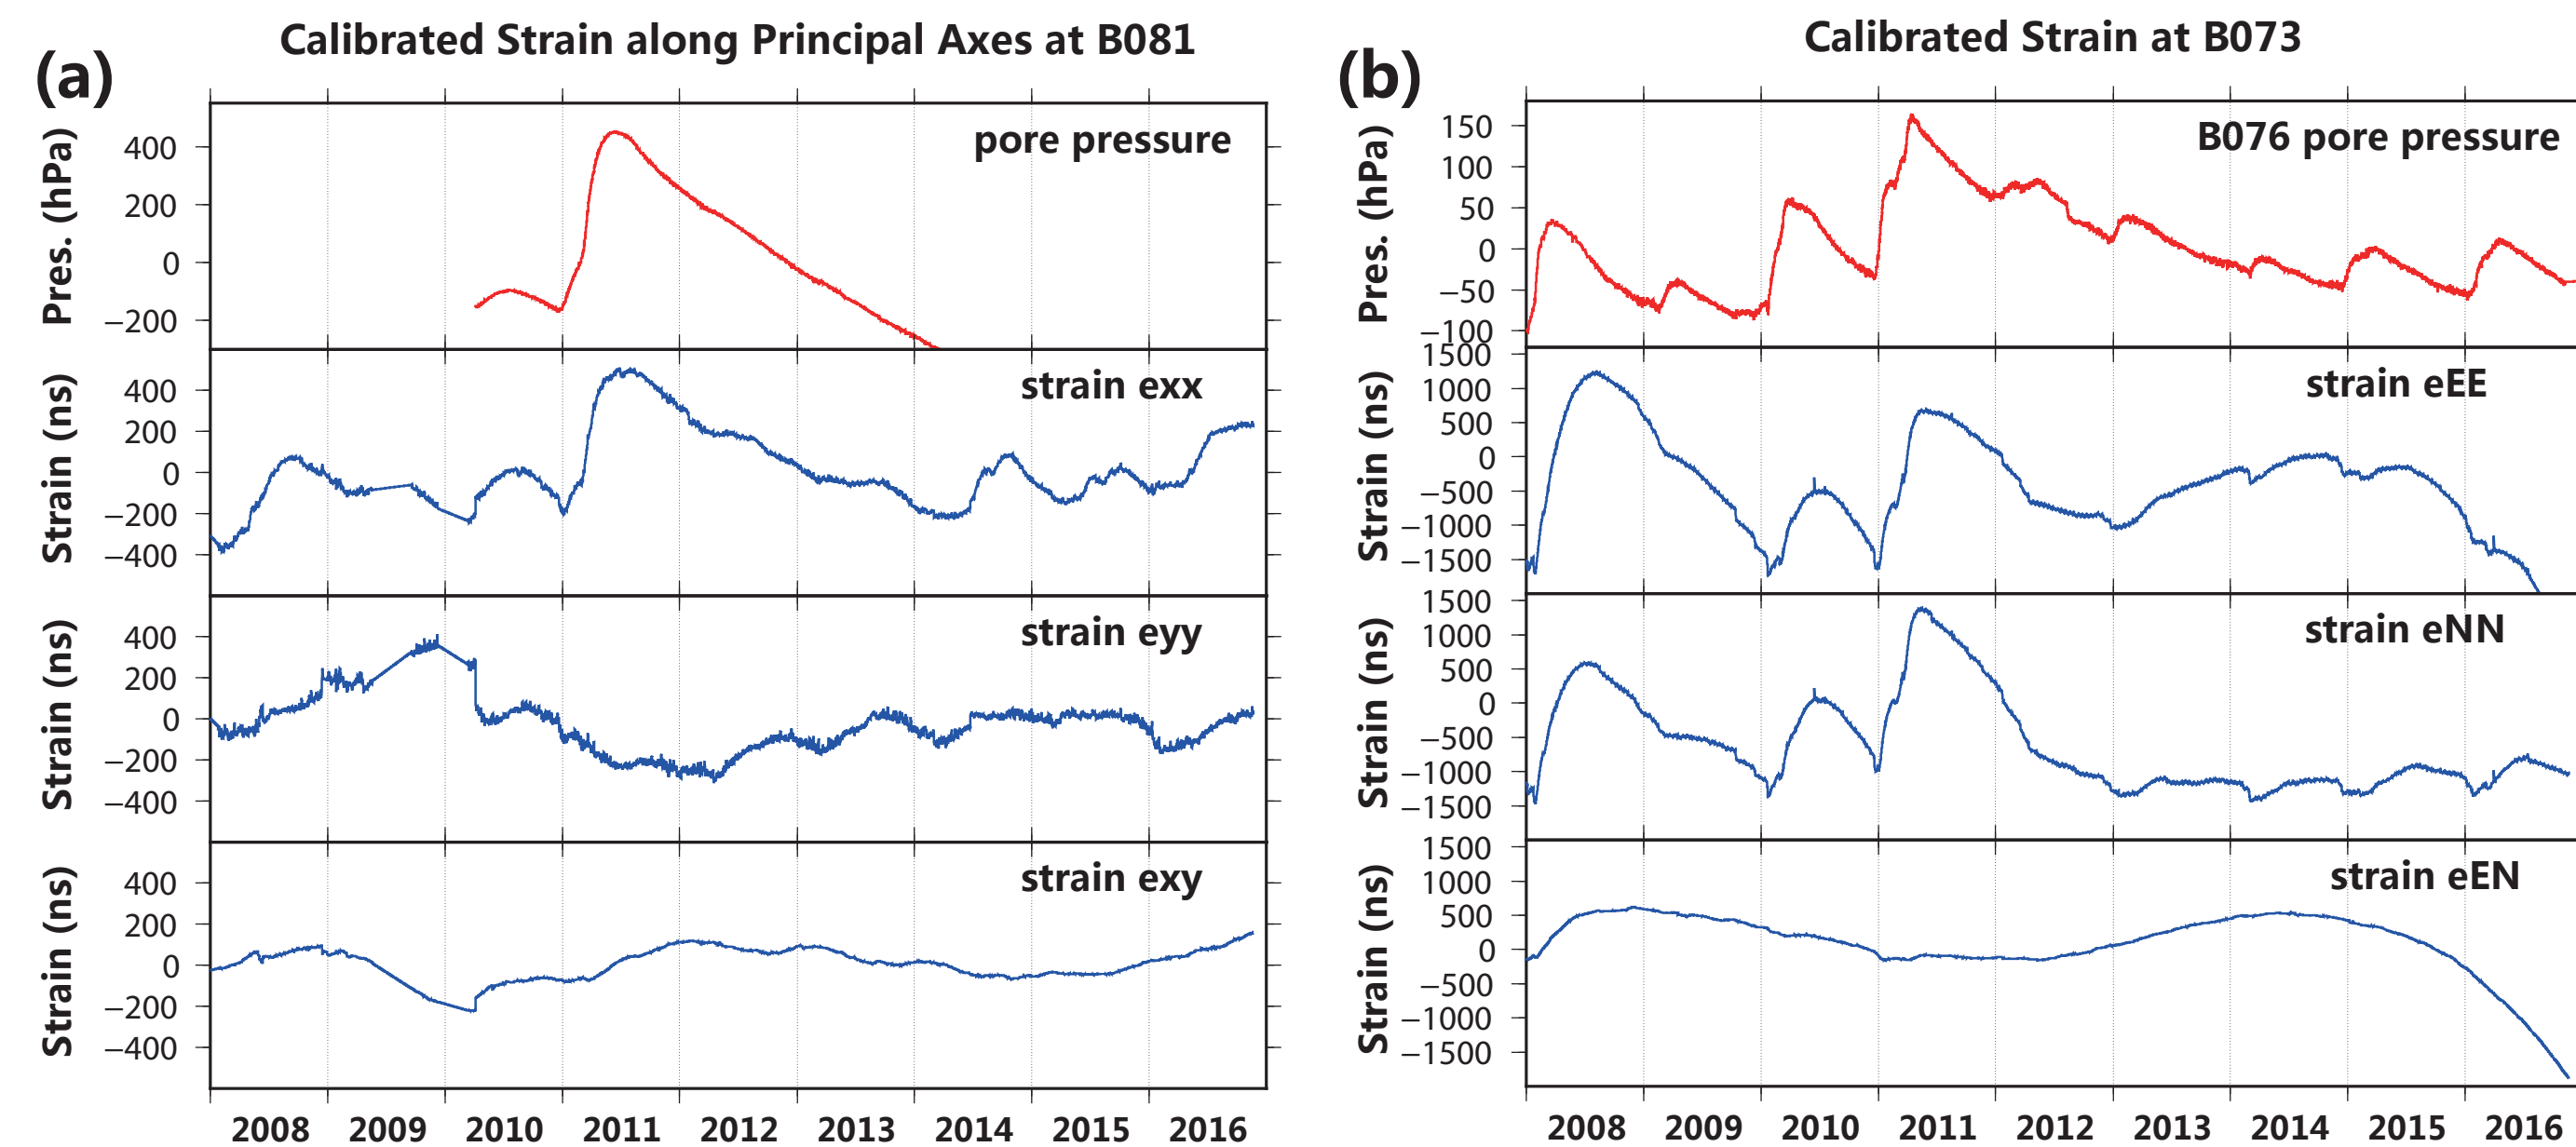 Calibrated Strain along Principal Axes at B081
(a)
Pres. (hPa)
400
200
0
−200
pore pressure
Strain (ns)
400
200
0
−200
−400
strain exx
Strain (ns)
400
200
0
−200
−400
strain eyy
Strain (ns)
400
200
0
−200
−400
strain exy
2008 2009 2010 2011 2012 2013 2014 2015 2016
Calibrated Strain at B073
(b)
Pres. (hPa)
150
100
50
0
−50
−100
B076 pore pressure
Strain (ns)
1500
1000
500
0
−500
−1000
−1500
strain eEE
Strain (ns)
1500
1000
500
0
−500
−1000
−1500
strain eNN
Strain (ns)
1500
1000
500
0
−500
−1000
−1500
strain eEN
2008 2009 2010 2011 2012 2013 2014 2015 2016